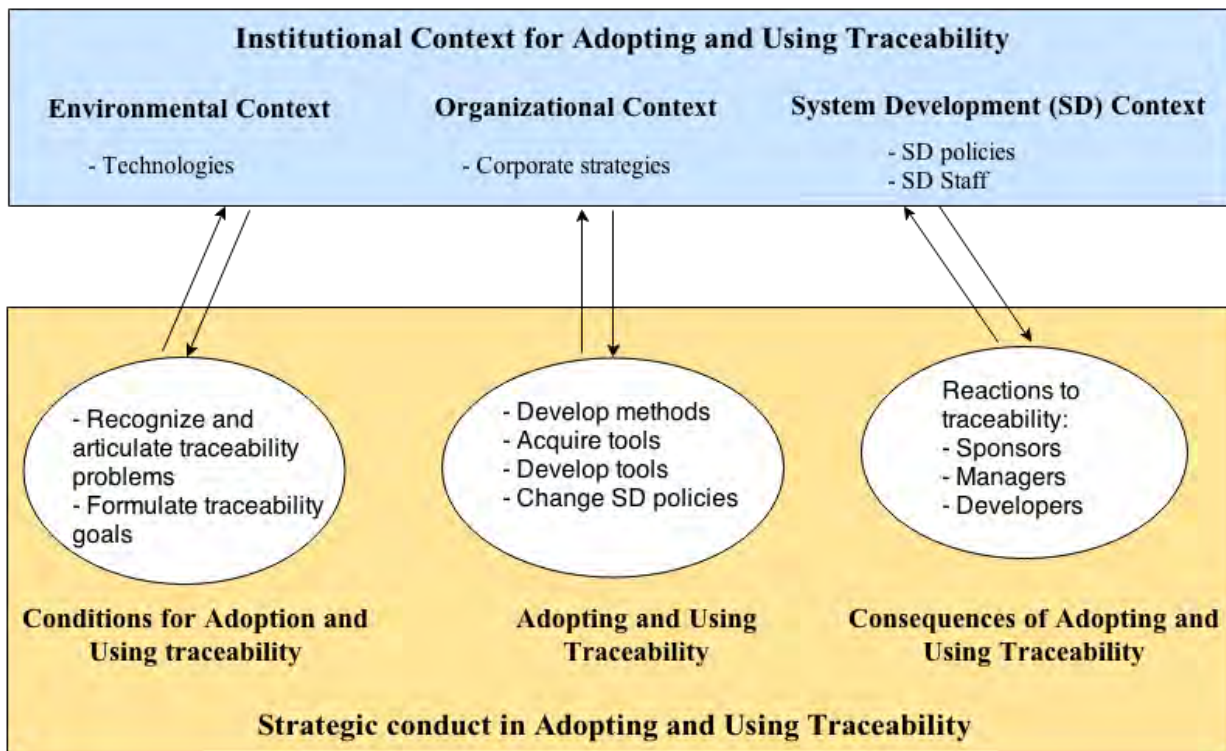 Institutional Context for Adopting and Using Traceability
Environmental Context
- Technologies
Organizational Context
- Corporate strategies
System Development (SD) Context
- SD policies
- SD Staff
- Recognize and
articulate traceability
problems
- Formulate traceability
goals
- Develop methods
- Acquire tools
- Develop tools
- Change SD policies
Reactions to
traceability:
- Sponsors
- Managers
- Developers
Conditions for Adoption and
Using traceability
Adopting and Using
Traceability
Consequences of Adopting and
Using Traceability
Strategic conduct in Adopting and Using Traceability